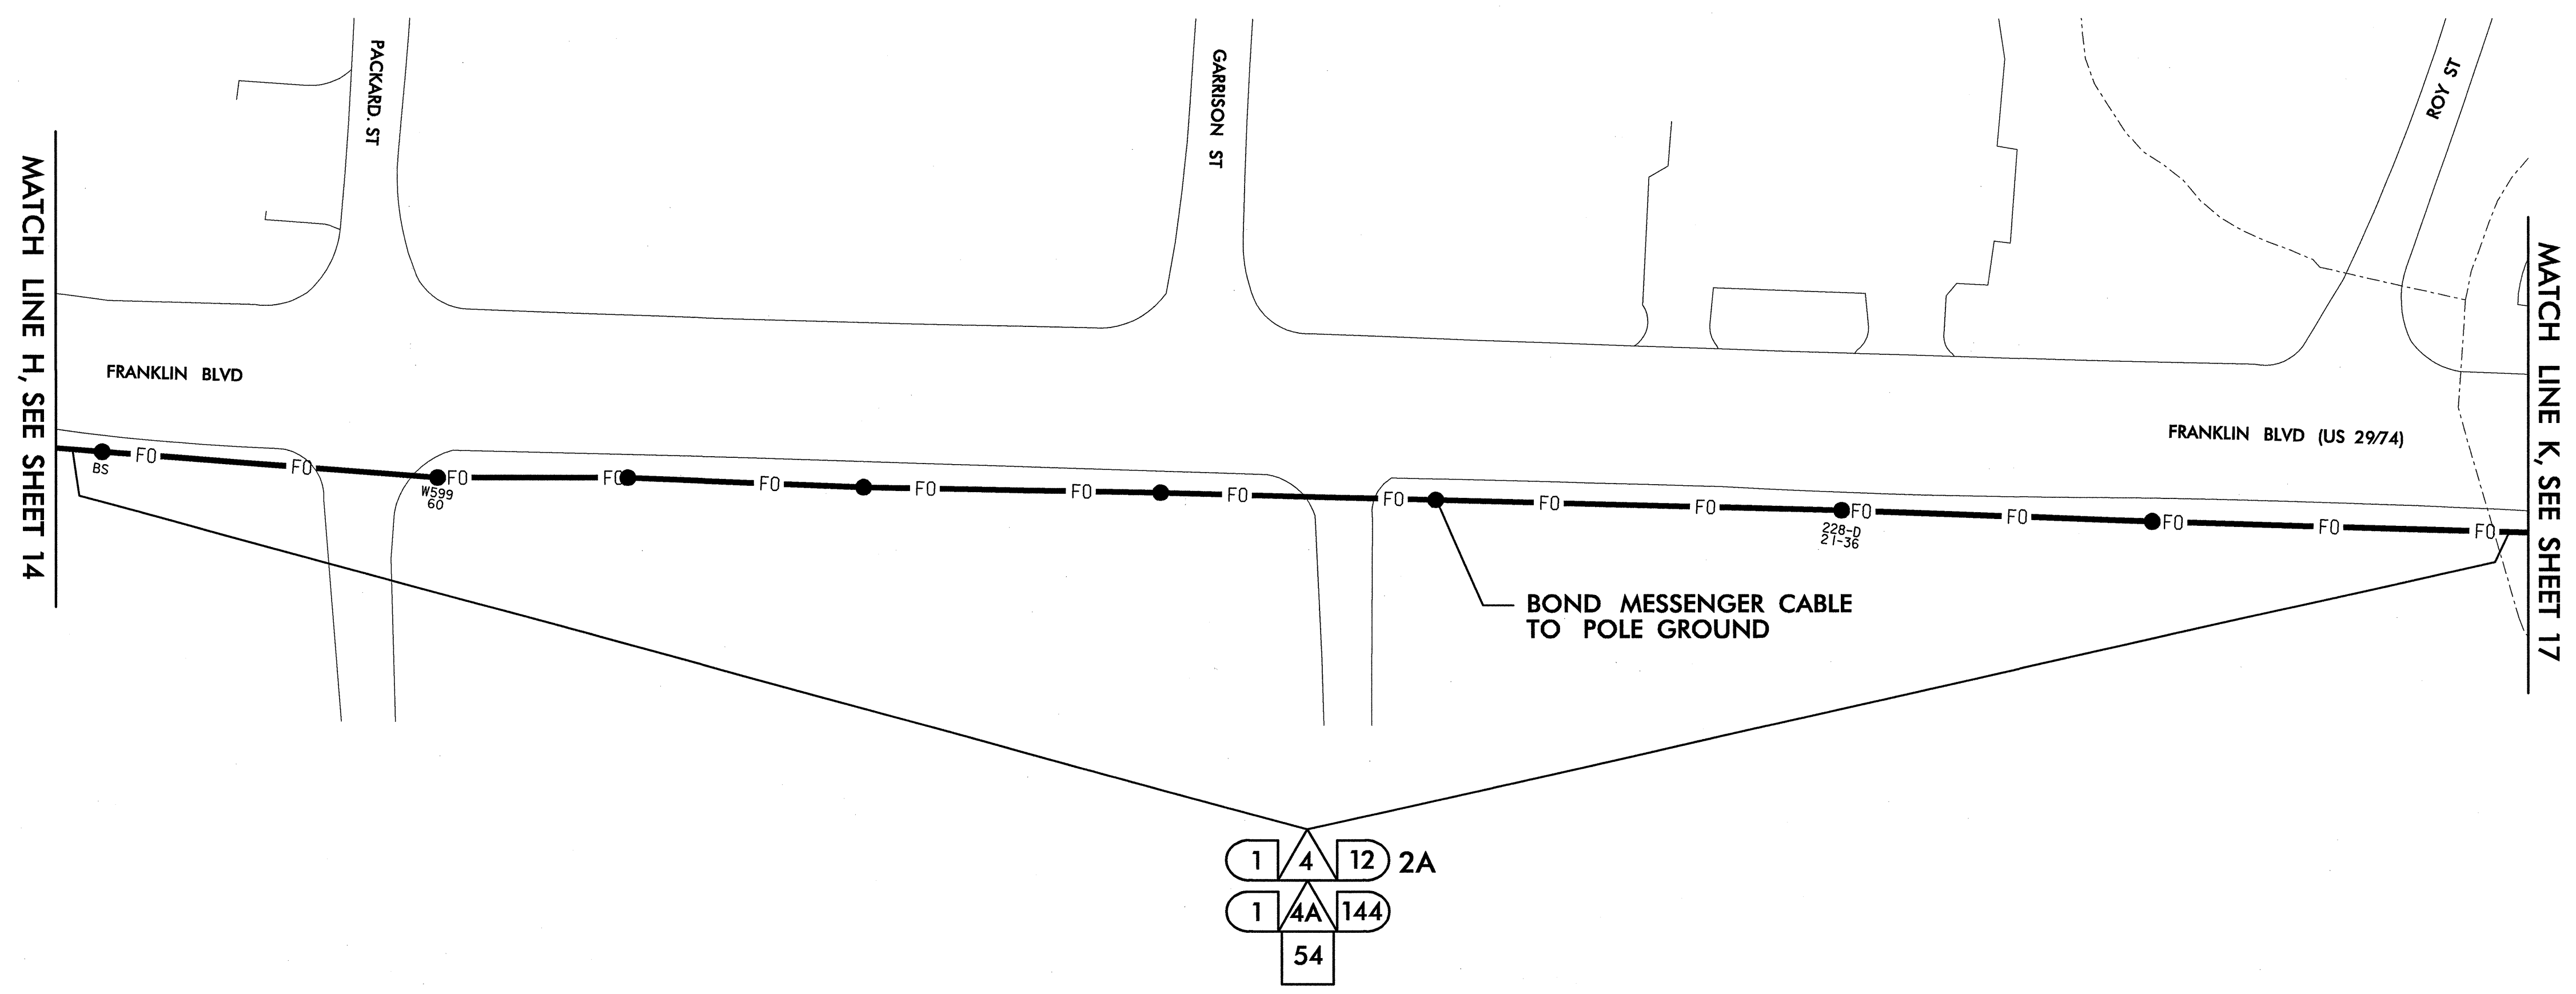 PACKARD. ST
GARRISON ST
ROY ST
MATCH LINE H, SEE SHEET 14
MATCH LINE K, SEE SHEET 17
FRANKLIN BLVD
FRANKLIN BLVD (US 29/74)
FO FO FO FO FO FO FO FO FO FO FO FO FO FO FO FO
BS
W599
60
228-D
21-36
BOND MESSENGER CABLE
TO POLE GROUND
1 4 12 2A
1 4A 144
54